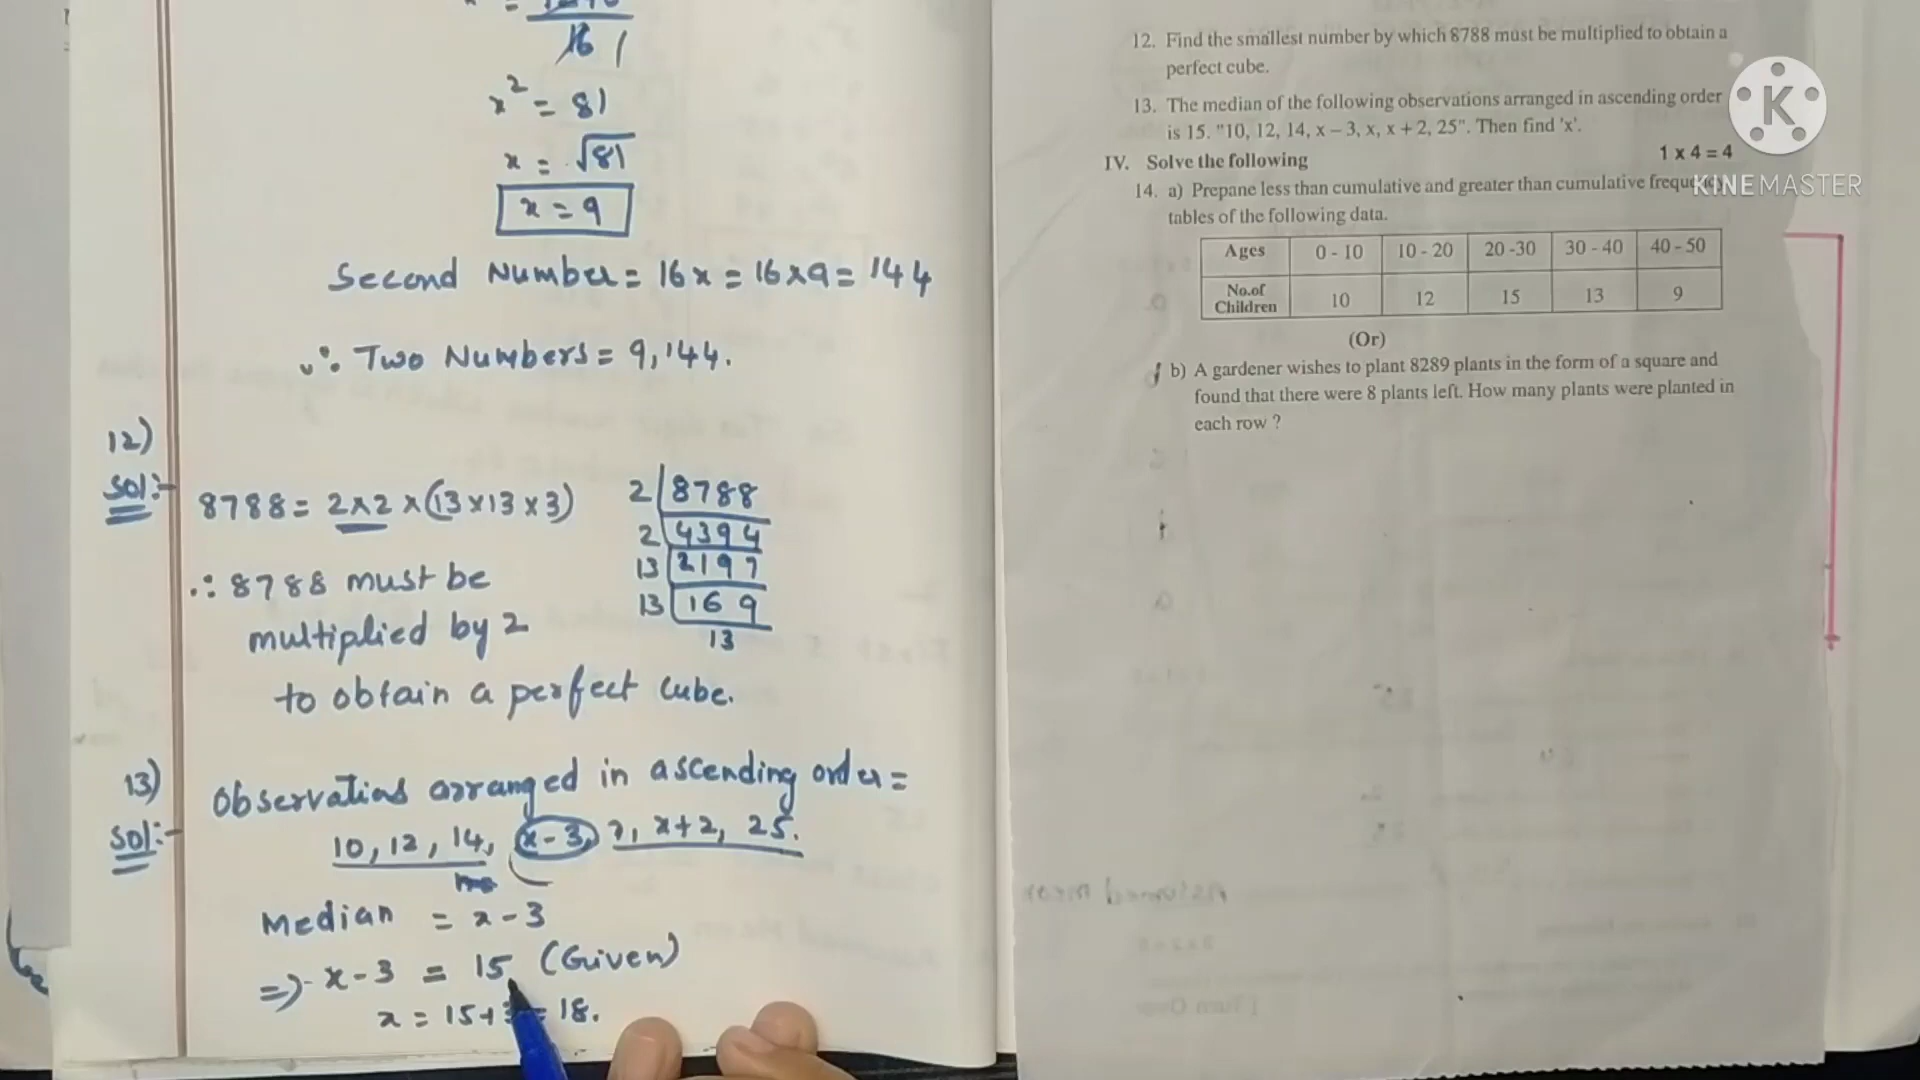 16 1
x² = 81
x = √81
x = 9
Second Number = 16x = 16×9 = 144
∴ Two Numbers = 9,144.
12)
Sol:-
8788 = 2×2×(13×13×3)
2 8788
2 4394
13 2197
13 169
13
∴ 8788 must be
multiplied by 2
to obtain a perfect cube.
13)
Sol:-
Observations arranged in ascending order =
10, 12, 14, x-3, x, x+2, 25.
Median = x-3
=> x-3 = 15 (Given)
x = 15+ = 18.
12. Find the smallest number by which 8788 must be multiplied to obtain a
perfect cube.
13. The median of the following observations arranged in ascending order
is 15. "10, 12, 14, x – 3, x, x + 2, 25". Then find 'x'.
IV. Solve the following 1 x 4 = 4
14. a) Prepane less than cumulative and greater than cumulative frequency
tables of the following data.
Ages 0 - 10 10 - 20 20 -30 30 - 40 40 - 50
No.of
Children 10 12 15 13 9
(Or)
b) A gardener wishes to plant 8289 plants in the form of a square and
found that there were 8 plants left. How many plants were planted in
each row ?
K
KINEMASTER